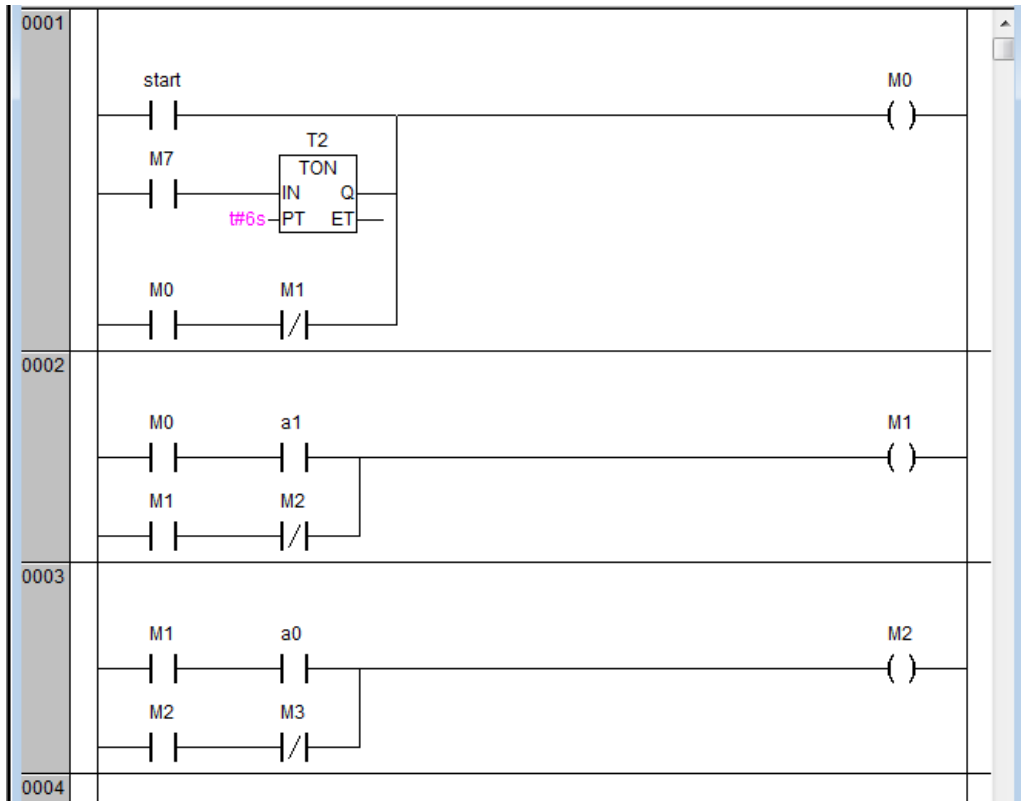 0001
start M0
T2
M7 TON
IN Q
t#6s PT ET
M0 M1
0002
M0 a1 M1
M1 M2
0003
M1 a0 M2
M2 M3
0004